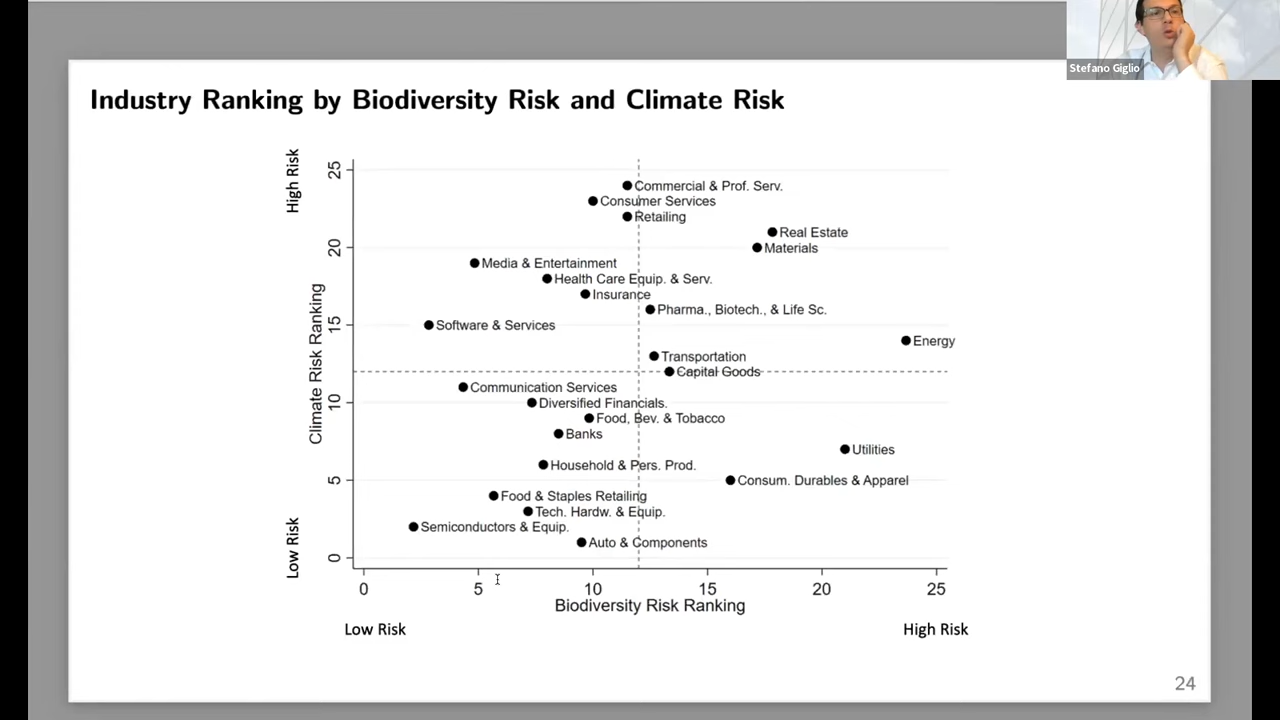 Stefano Giglio
Industry Ranking by Biodiversity Risk and Climate Risk
High Risk
Low Risk
Climate Risk Ranking
25
20
15
10
5
0
Commercial & Prof. Serv.
Consumer Services
Retailing
Real Estate
Materials
Media & Entertainment
Health Care Equip. & Serv.
Insurance
Pharma., Biotech., & Life Sc.
Software & Services
Energy
Transportation
Capital Goods
Communication Services
Diversified Financials.
Food, Bev. & Tobacco
Banks
Utilities
Household & Pers. Prod.
Consum. Durables & Apparel
Food & Staples Retailing
Tech. Hardw. & Equip.
Semiconductors & Equip.
Auto & Components
0 5 10 15 20 25
Biodiversity Risk Ranking
Low Risk High Risk
24